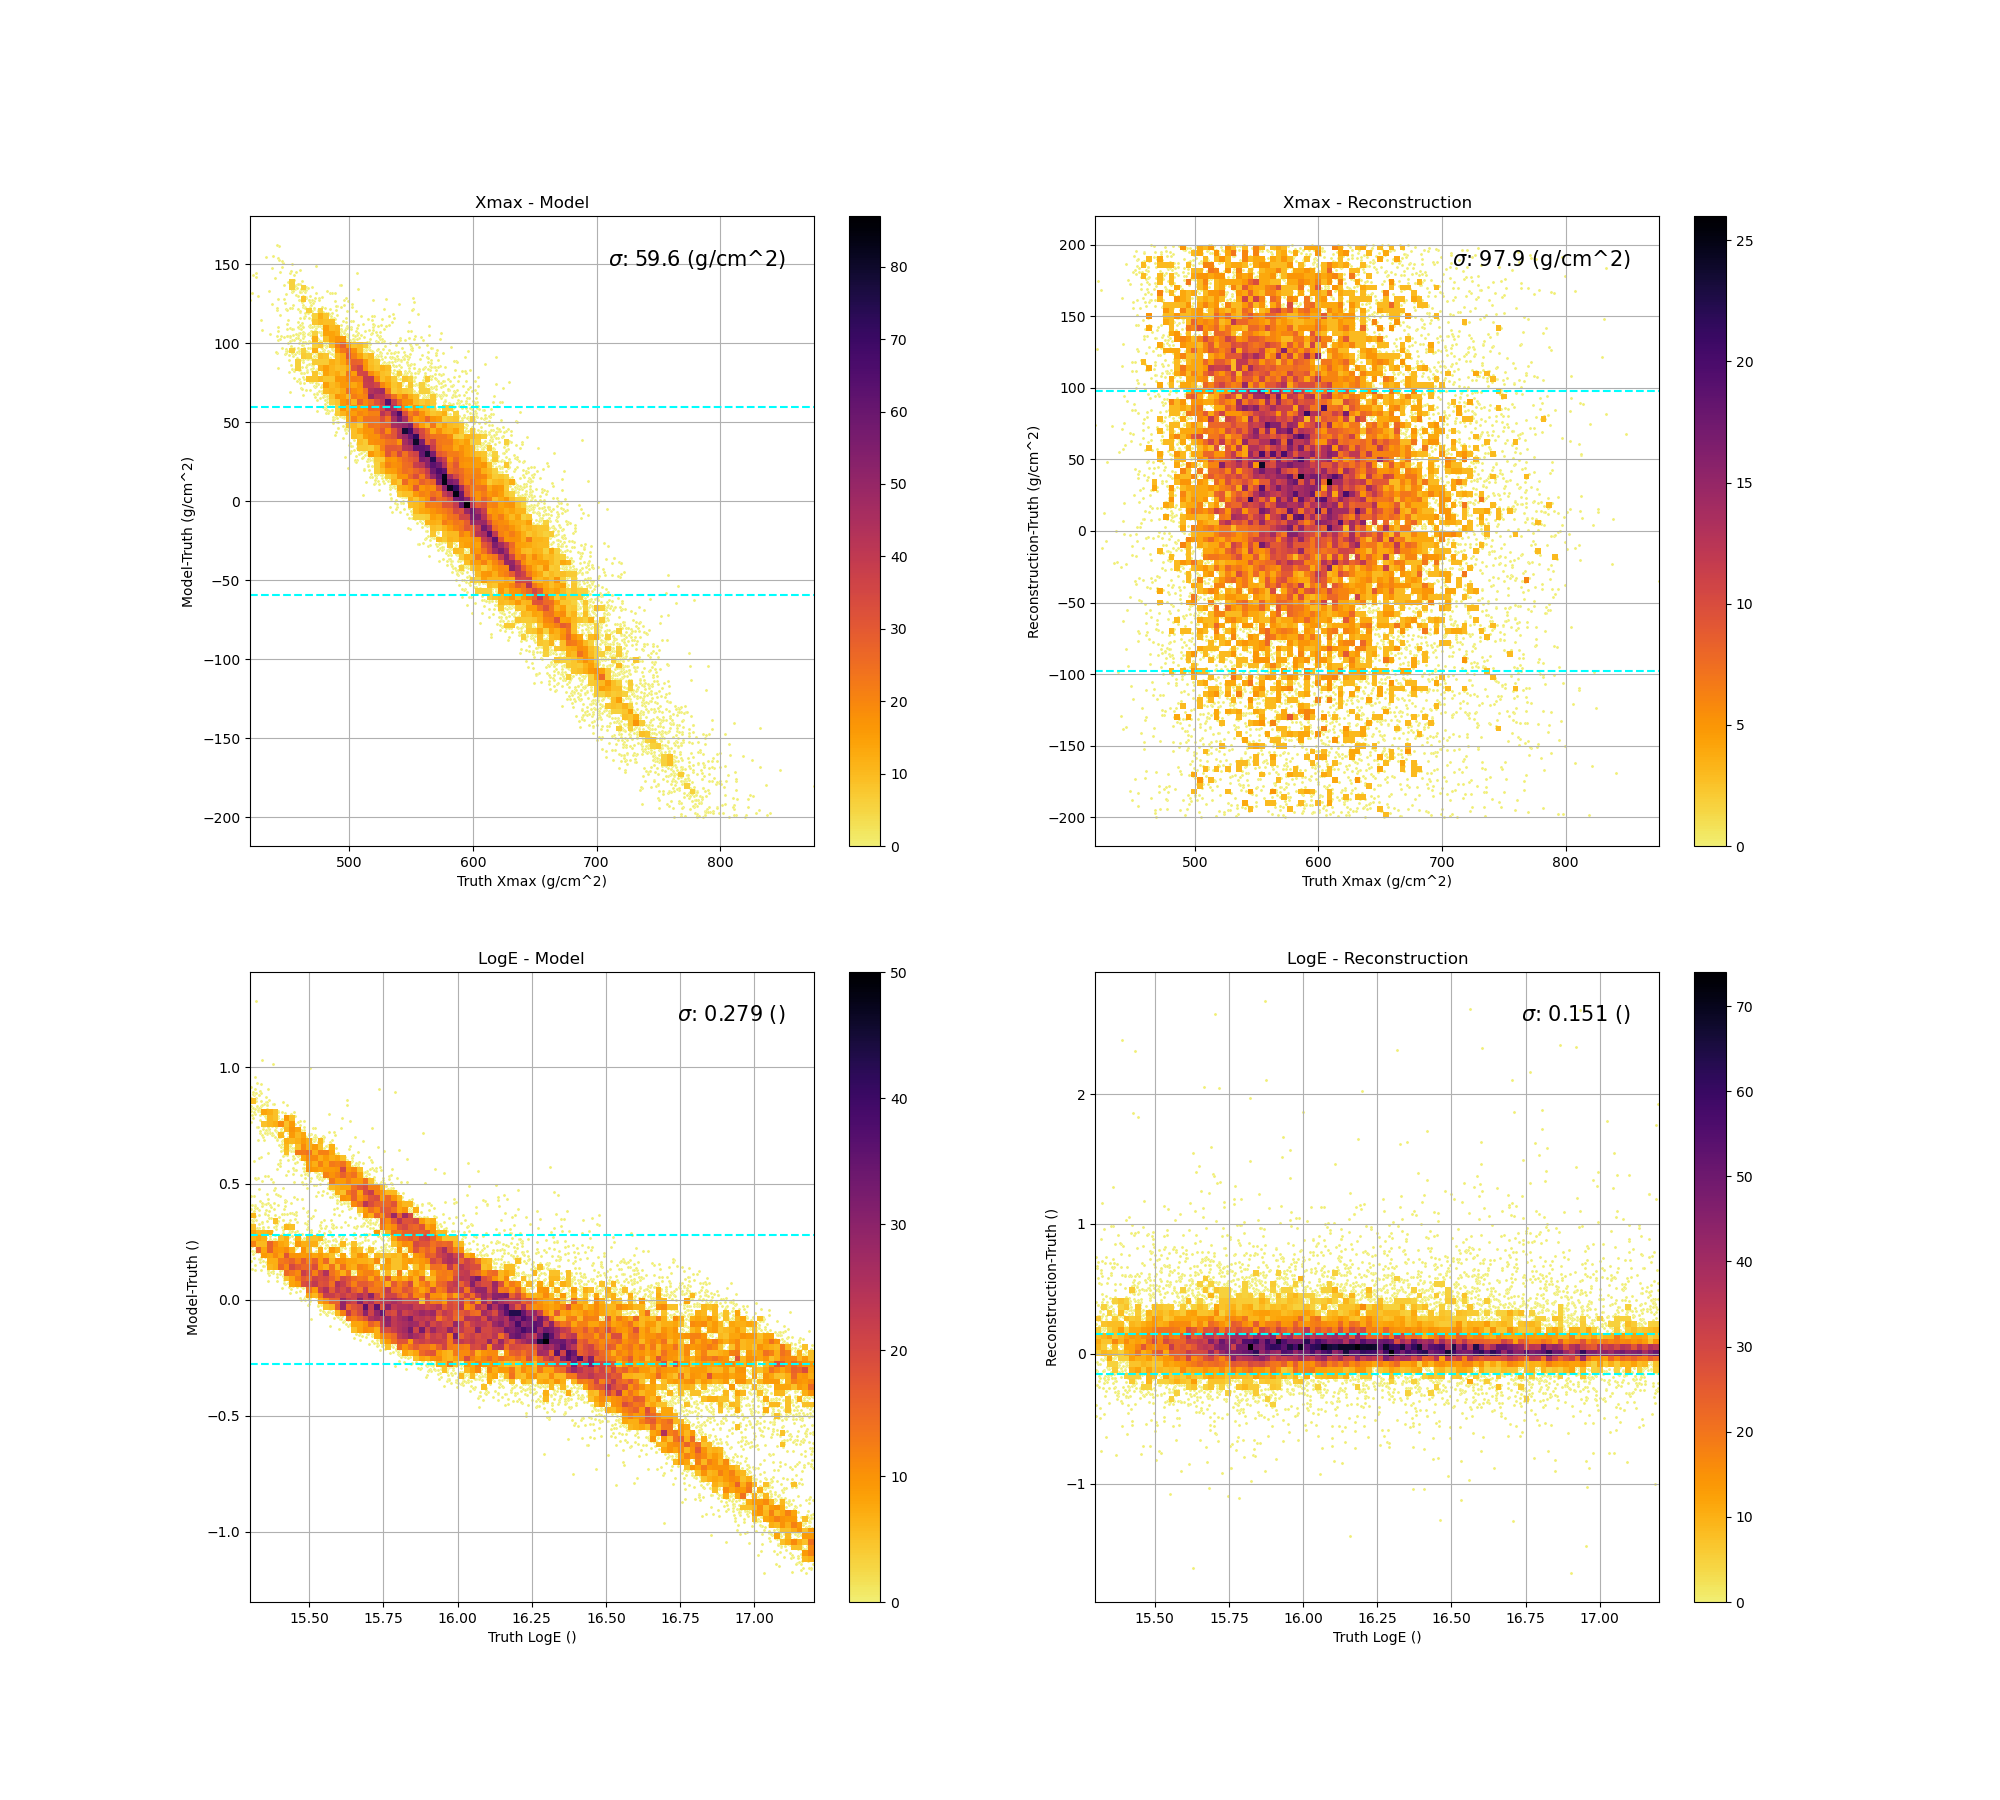 Xmax - Model
σ: 59.6 (g/cm^2)
Model-Truth (g/cm^2)
150
100
50
0
−50
−100
−150
−200
500 600 700 800
Truth Xmax (g/cm^2)
80
70
60
50
40
30
20
10
0
Xmax - Reconstruction
σ: 97.9 (g/cm^2)
Reconstruction-Truth (g/cm^2)
200
150
100
50
0
−50
−100
−150
−200
500 600 700 800
Truth Xmax (g/cm^2)
25
20
15
10
5
0
LogE - Model
σ: 0.279 ()
Model-Truth ()
1.0
0.5
0.0
−0.5
−1.0
15.50 15.75 16.00 16.25 16.50 16.75 17.00
Truth LogE ()
50
40
30
20
10
0
LogE - Reconstruction
σ: 0.151 ()
Reconstruction-Truth ()
2
1
0
−1
15.50 15.75 16.00 16.25 16.50 16.75 17.00
Truth LogE ()
70
60
50
40
30
20
10
0